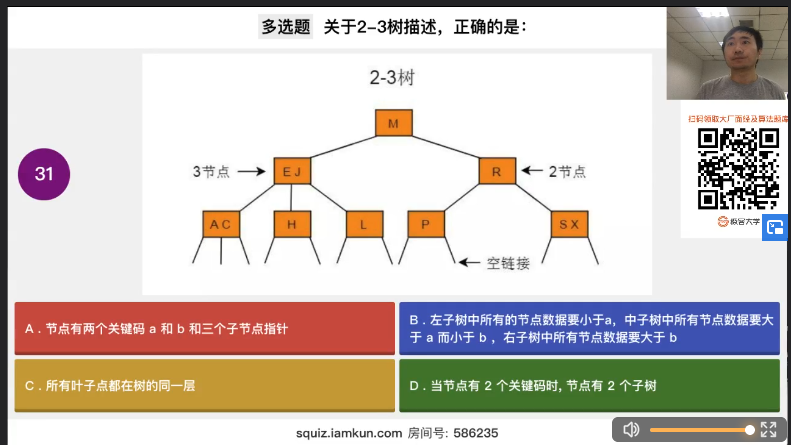 多选题 关于2-3树描述，正确的是：
扫码领取大厂面经及算法题库
2-3树
M
3节点
E J
R
2节点
31
A C
H
L
P
S X
极客大学
空链接
A . 节点有两个关键码 a 和 b 和三个子节点指针
B . 左子树中所有的节点数据要小于a，中子树中所有节点数据要大
于 a 而小于 b ，右子树中所有节点数据要大于 b
C . 所有叶子点都在树的同一层
D . 当节点有 2 个关键码时, 节点有 2 个子树
squiz.iamkun.com 房间号: 586235